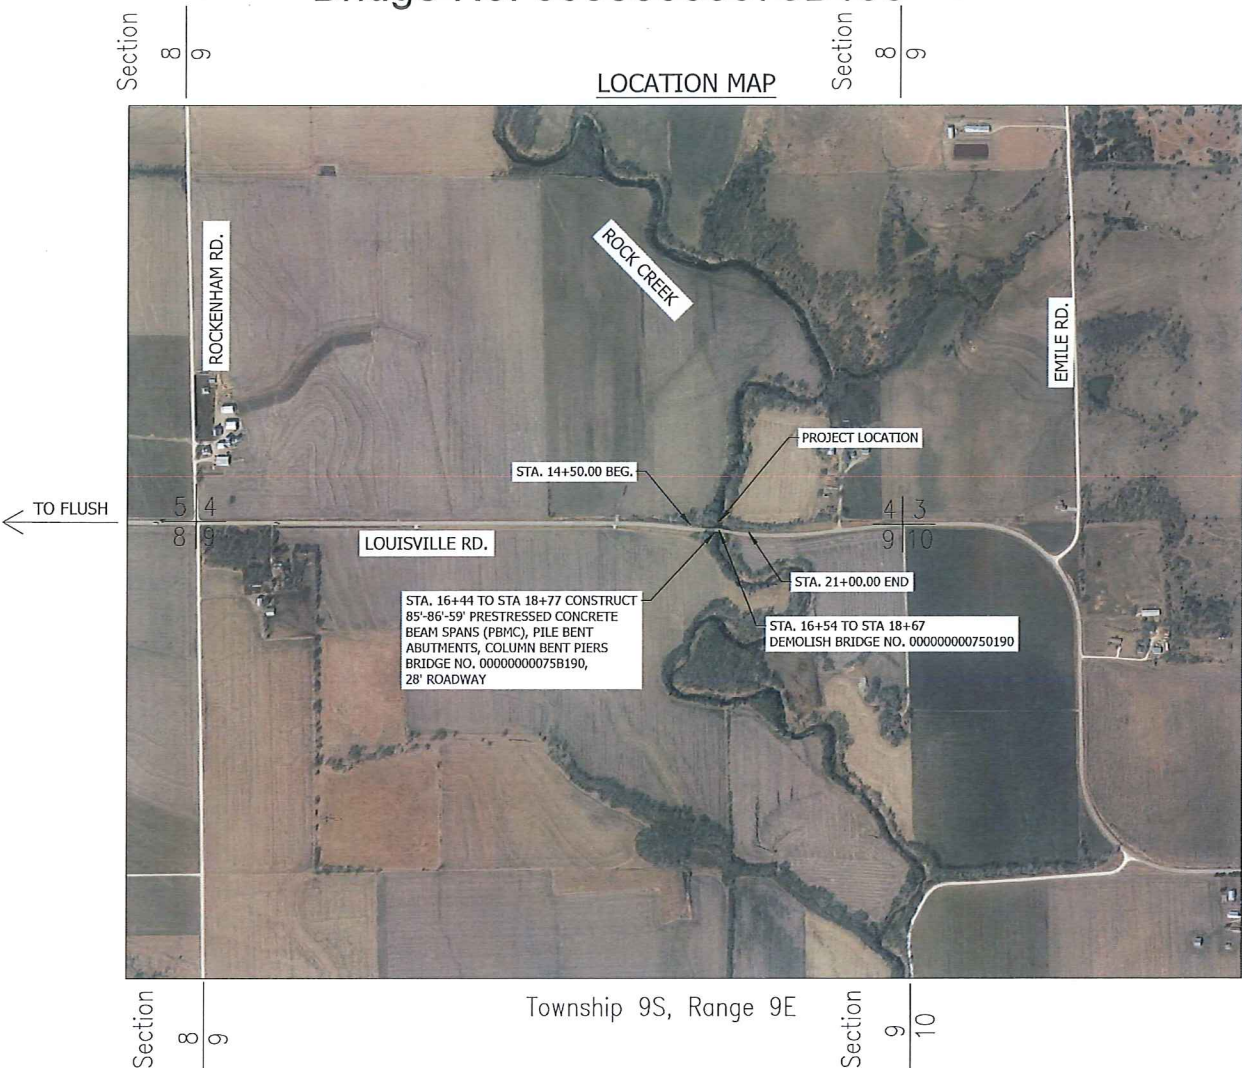 Section
8
9
Section
8
9
LOCATION MAP
ROCKENHAM RD.
ROCK CREEK
EMILE RD.
PROJECT LOCATION
STA. 14+50.00 BEG.
TO FLUSH
5 4
8 9
4 3
9 10
LOUISVILLE RD.
STA. 21+00.00 END
STA. 16+44 TO STA 18+77 CONSTRUCT
85'-86'-59' PRESTRESSED CONCRETE
BEAM SPANS (PBMC), PILE BENT
ABUTMENTS, COLUMN BENT PIERS
BRIDGE NO. 00000000075B190,
28' ROADWAY
STA. 16+54 TO STA 18+67
DEMOLISH BRIDGE NO. 000000000750190
Township 9S, Range 9E
Section
8
9
Section
9
10